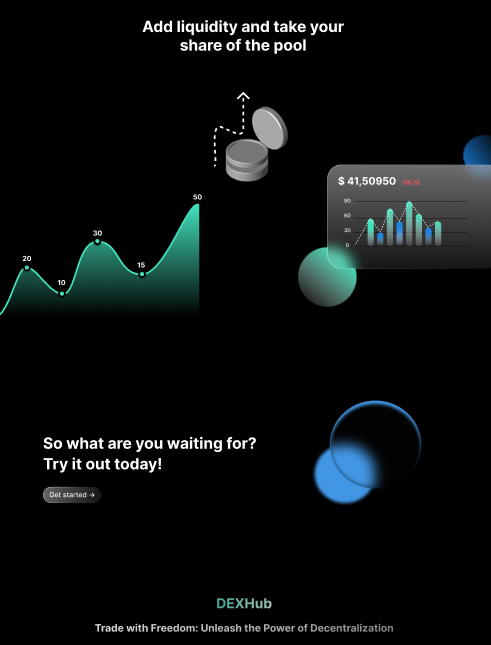 Add liquidity and take your
share of the pool
$ 41,50950 -56.76
90
60
30
0
50
30
20
15
10
So what are you waiting for?
Try it out today!
Get started →
DEXHub
Trade with Freedom: Unleash the Power of Decentralization